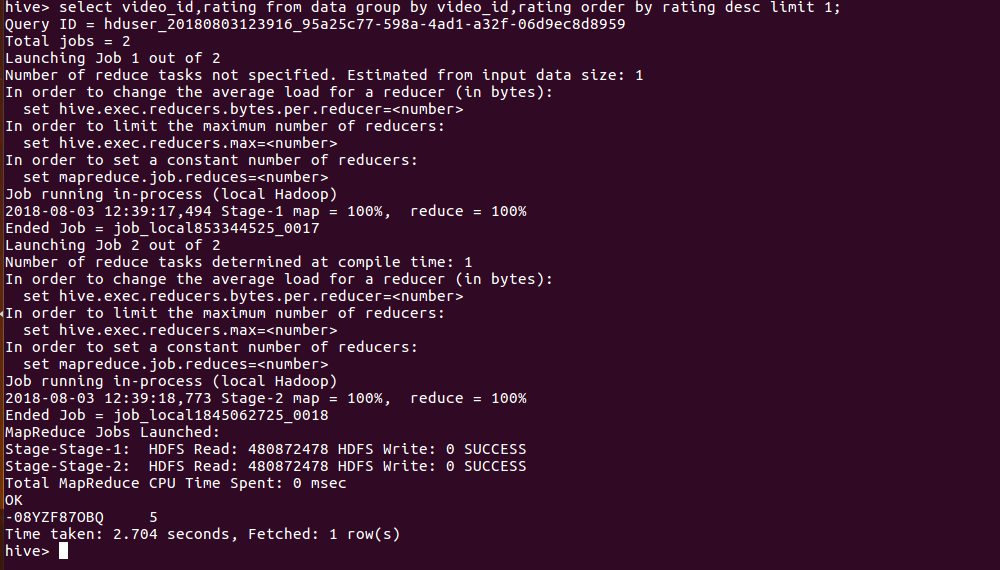 hive> select video_id,rating from data group by video_id,rating order by rating desc limit 1;
Query ID = hduser_20180803123916_95a25c77-598a-4ad1-a32f-06d9ec8d8959
Total jobs = 2
Launching Job 1 out of 2
Number of reduce tasks not specified. Estimated from input data size: 1
In order to change the average load for a reducer (in bytes):
  set hive.exec.reducers.bytes.per.reducer=<number>
In order to limit the maximum number of reducers:
  set hive.exec.reducers.max=<number>
In order to set a constant number of reducers:
  set mapreduce.job.reduces=<number>
Job running in-process (local Hadoop)
2018-08-03 12:39:17,494 Stage-1 map = 100%,  reduce = 100%
Ended Job = job_local853344525_0017
Launching Job 2 out of 2
Number of reduce tasks determined at compile time: 1
In order to change the average load for a reducer (in bytes):
  set hive.exec.reducers.bytes.per.reducer=<number>
In order to limit the maximum number of reducers:
  set hive.exec.reducers.max=<number>
In order to set a constant number of reducers:
  set mapreduce.job.reduces=<number>
Job running in-process (local Hadoop)
2018-08-03 12:39:18,773 Stage-2 map = 100%,  reduce = 100%
Ended Job = job_local1845062725_0018
MapReduce Jobs Launched:
Stage-Stage-1:  HDFS Read: 480872478 HDFS Write: 0 SUCCESS
Stage-Stage-2:  HDFS Read: 480872478 HDFS Write: 0 SUCCESS
Total MapReduce CPU Time Spent: 0 msec
OK
-08YZF87OBQ     5
Time taken: 2.704 seconds, Fetched: 1 row(s)
hive>